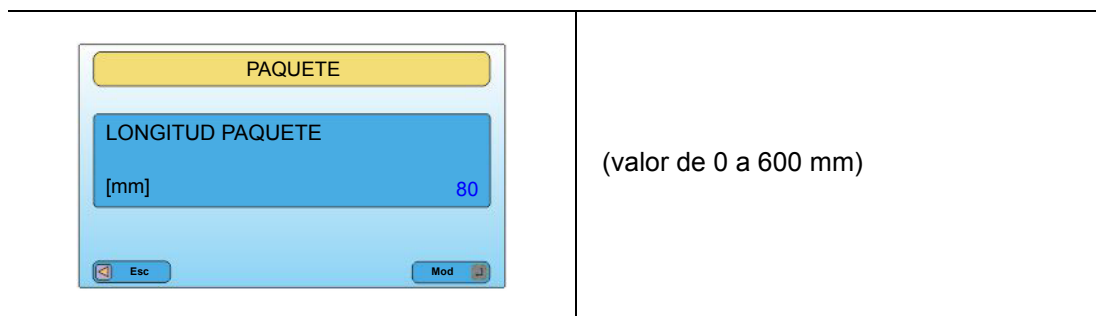 PAQUETE
LONGITUD PAQUETE
[mm] 80
Esc Mod
(valor de 0 a 600 mm)